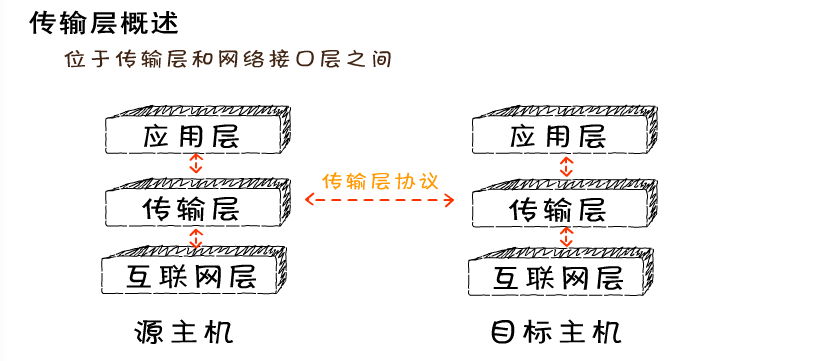 传输层概述
位于传输层和网络接口层之间
应用层
应用层
传输层协议
传输层
传输层
互联网层
互联网层
源主机
目标主机